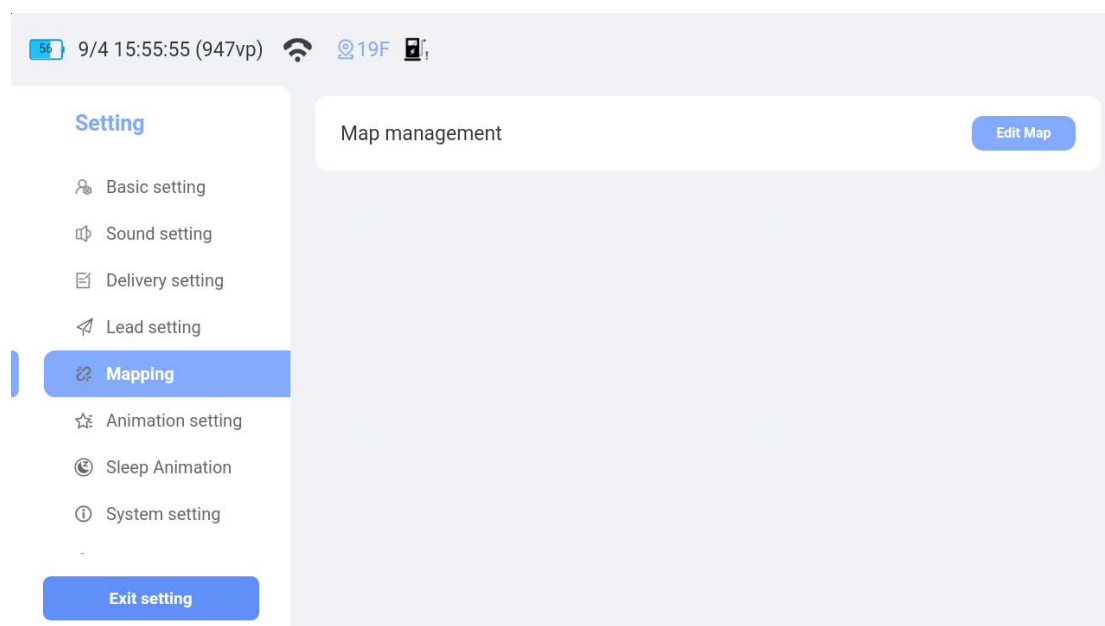 56 9/4 15:55:55 (947vp) 19F
Setting
Basic setting
Sound setting
Delivery setting
Lead setting
Mapping
Animation setting
Sleep Animation
System setting
Exit setting
Map management
Edit Map